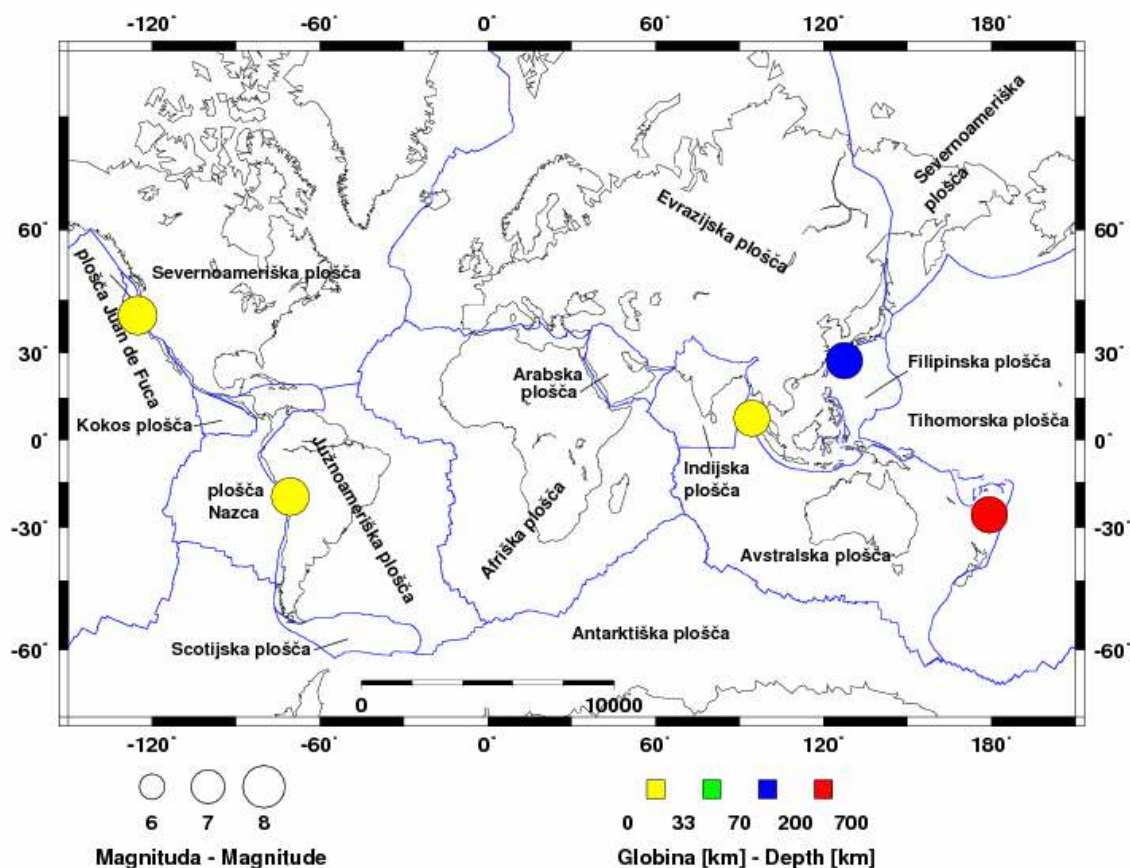 -120° -60° 0° 60° 120° 180°
Severnoameriška
plošča
Evrazijska plošča
60° 60°
Severnoameriška plošča
plošča Juan de Fuca
30° 30°
Filipinska plošča
Arabska
plošča
Kokos plošča
Tihomorska plošča
0° 0°
Južnoameriška plošča
Indijska
plošča
plošča
Nazca
Afriška plošča
-30° -30°
Avstralska plošča
Antarktiška plošča
Scotijska plošča
-60° -60°
0 10000
-120° -60° 0° 60° 120° 180°
6 7 8
0 33 70 200 700
Magnituda - Magnitude
Globina [km] - Depth [km]